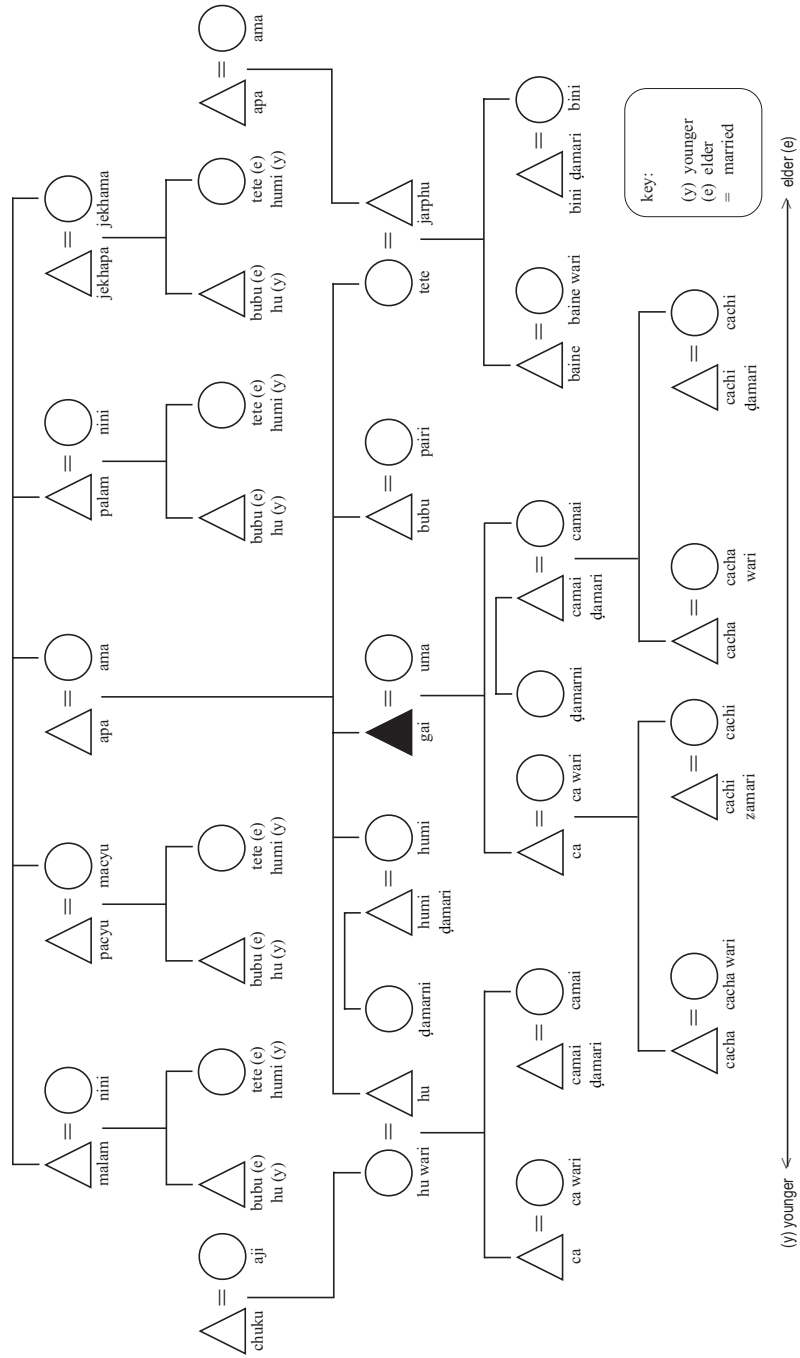 malam
nini
pacyu
macyu
apa
ama
palam
nini
jekhapa
jekhama
chuku
aji
bubu (e)
hu (y)
tete (e)
humi (y)
bubu (e)
hu (y)
tete (e)
humi (y)
bubu (e)
hu (y)
tete (e)
humi (y)
bubu (e)
hu (y)
tete (e)
humi (y)
apa
ama
hu wari
hu
ḍamarni
humi
ḍamari
humi
gai
uma
bubu
pairi
tete
jarphu
ca
ca wari
camai
ḍamari
camai
ca
ca wari
ḍamarni
camai
ḍamari
camai
baine
baine wari
bini ḍamari
bini
cacha
cacha wari
cachi
zamari
cachi
cacha
cacha
wari
cachi
ḍamari
cachi
key:
(y) younger
(e) elder
= married
(y) younger
elder (e)